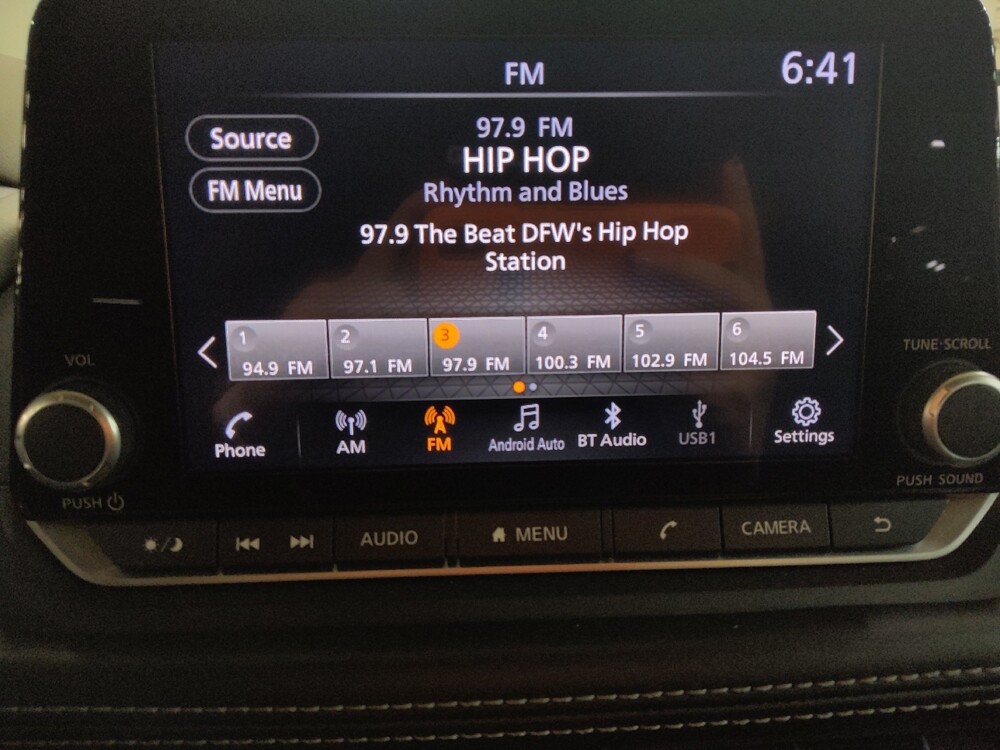 FM
6:41
Source
FM Menu
97.9 FM
HIP HOP
Rhythm and Blues
97.9 The Beat DFW's Hip Hop
Station
1
94.9 FM
2
97.1 FM
3
97.9 FM
4
100.3 FM
5
102.9 FM
6
104.5 FM
VOL
TUNE·SCROLL
Phone
AM
FM
Android Auto
BT Audio
USB1
Settings
PUSH
PUSH SOUND
AUDIO
MENU
CAMERA